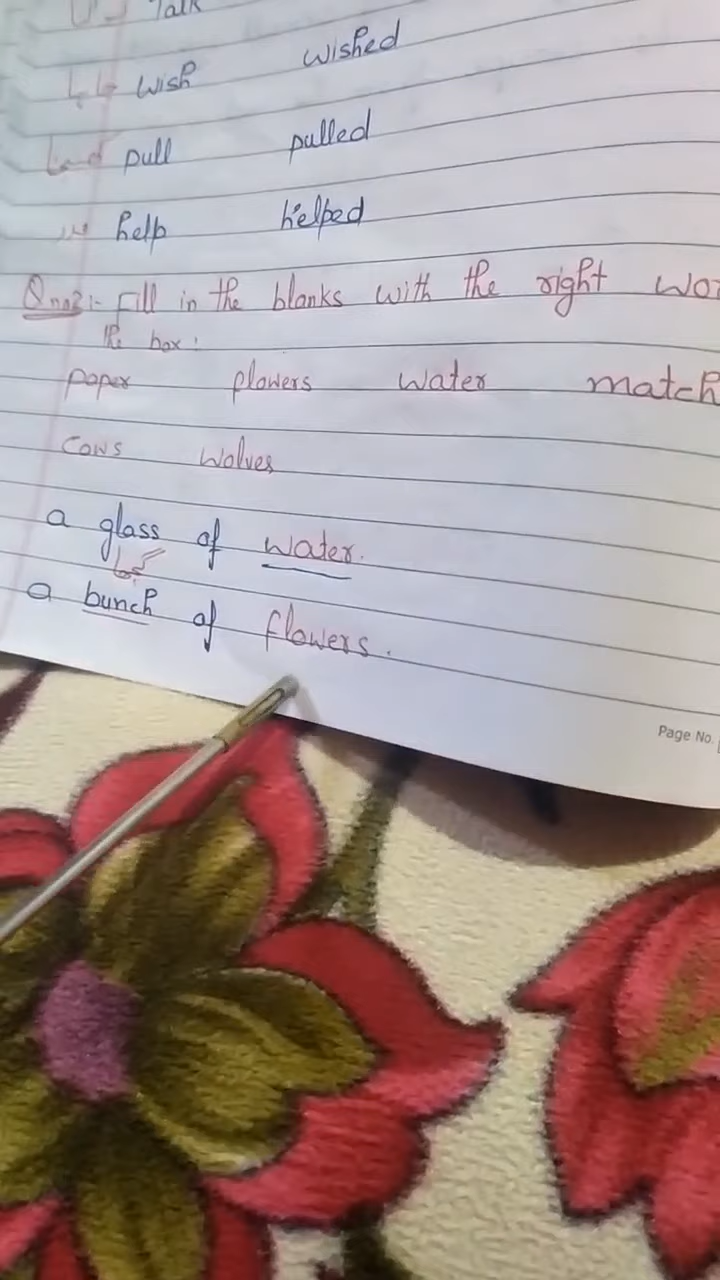 Talk
wish wished
pull pulled
help helped
Q no2:- Fill in the blanks with the right
the box:
paper flowers water match
cows wolves
a glass of water.
a bunch of flowers.
Page No.